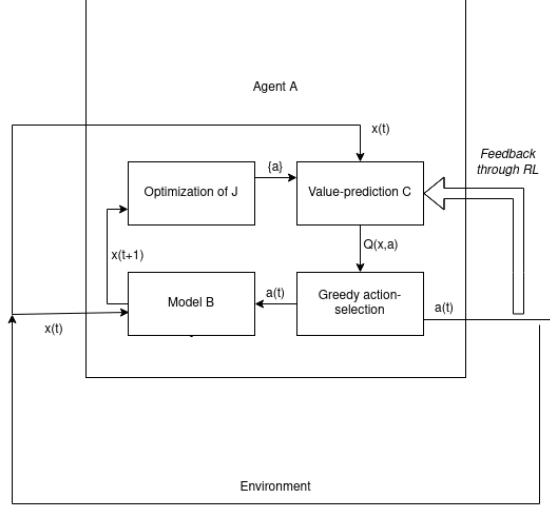 Agent A
x(t)
Feedback
through RL
{a}
Optimization of J
Value-prediction C
Q(x,a)
x(t+1)
a(t)
Model B
Greedy action-
selection
a(t)
x(t)
Environment